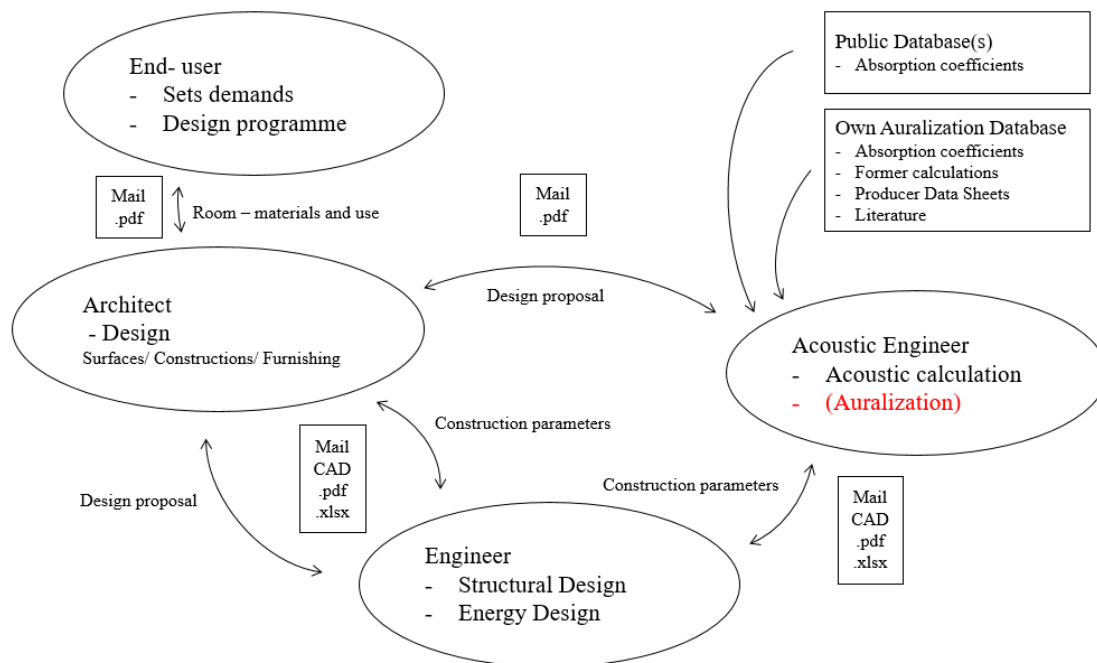 End- user
- Sets demands
- Design programme
Public Database(s)
- Absorption coefficients
Own Auralization Database
- Absorption coefficients
- Former calculations
- Producer Data Sheets
- Literature
Mail
.pdf
Room – materials and use
Mail
.pdf
Design proposal
Architect
- Design
Surfaces/ Constructions/ Furnishing
Acoustic Engineer
- Acoustic calculation
- (Auralization)
Construction parameters
Mail
CAD
.pdf
.xlsx
Design proposal
Construction parameters
Mail
CAD
.pdf
.xlsx
Engineer
- Structural Design
- Energy Design